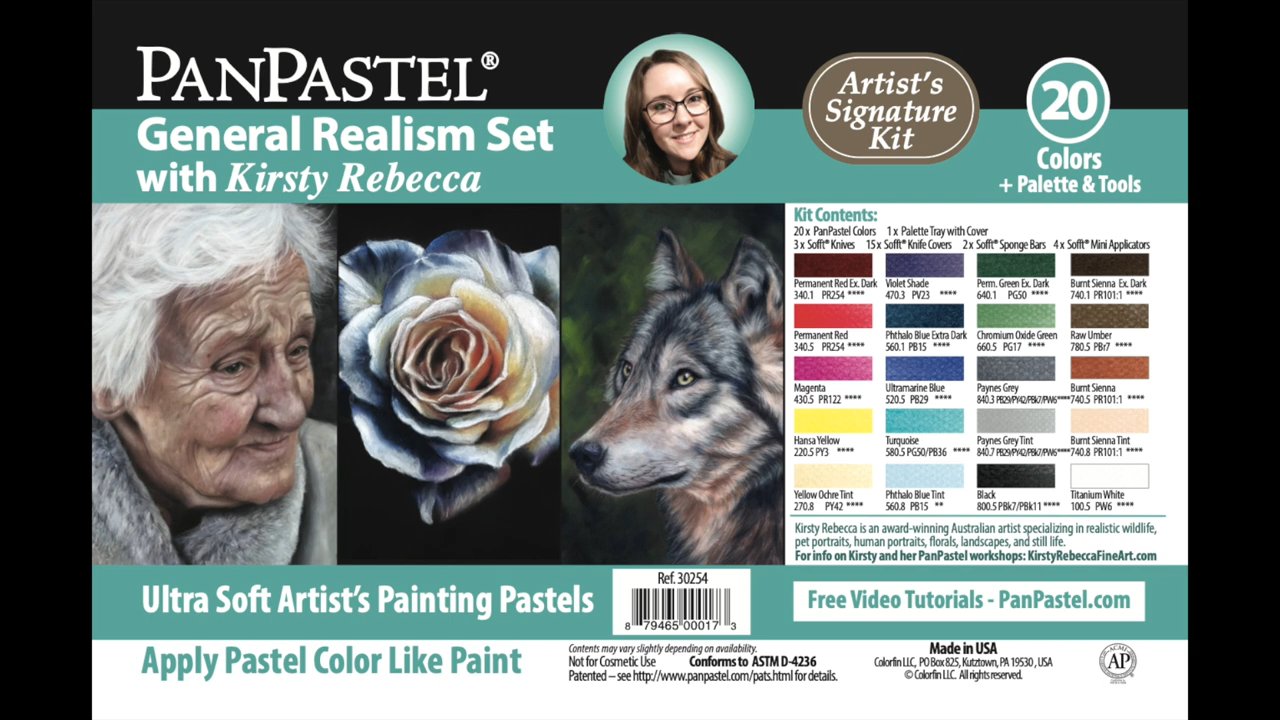 PANPASTEL®
General Realism Set
with Kirsty Rebecca
Artist's
Signature
Kit
20
Colors
+ Palette & Tools
Kit Contents:
20 x PanPastel Colors 1 x Palette Tray with Cover
3 x Sofft® Knives 15 x Sofft® Knife Covers 2 x Sofft® Sponge Bars 4 x Sofft® Mini Applicators
Permanent Red Ex. Dark Violet Shade Perm. Green Ex. Dark Burnt Sienna Ex. Dark
340.1 PR254 **** 470.3 PV23 **** 640.1 PG50 **** 740.1 PR101:1 ****
Permanent Red Phthalo Blue Extra Dark Chromium Oxide Green Raw Umber
340.5 PR254 **** 560.1 PB15 **** 660.5 PG17 **** 780.5 PBr7 ****
Magenta Ultramarine Blue Paynes Grey Burnt Sienna
430.5 PR122 **** 520.5 PB29 **** 840.3 PB29/PY42/PBk7/PW6**** 740.5 PR101:1 ****
Hansa Yellow Turquoise Paynes Grey Tint Burnt Sienna Tint
220.5 PY3 **** 580.5 PG50/PB36 **** 840.7 PB29/PY42/PBk7/PW6**** 740.8 PR101:1 ****
Yellow Ochre Tint Phthalo Blue Tint Black Titanium White
270.8 PY42 **** 560.8 PB15 ** 800.5 PBk7/PBk11 **** 100.5 PW6 ****
Kirsty Rebecca is an award-winning Australian artist specializing in realistic wildlife,
pet portraits, human portraits, florals, landscapes, and still life.
For info on Kirsty and her PanPastel workshops: KirstyRebeccaFineArt.com
Ultra Soft Artist's Painting Pastels
Ref. 30254
8 79465 00017 3
Free Video Tutorials - PanPastel.com
Apply Pastel Color Like Paint
Contents may vary slightly depending on availability.
Not for Cosmetic Use Conforms to ASTM D-4236
Patented – see http://www.panpastel.com/pats.html for details.
Made in USA
Colorfin LLC, PO Box 825, Kutztown, PA 19530, USA
© Colorfin LLC. All rights reserved.
AP